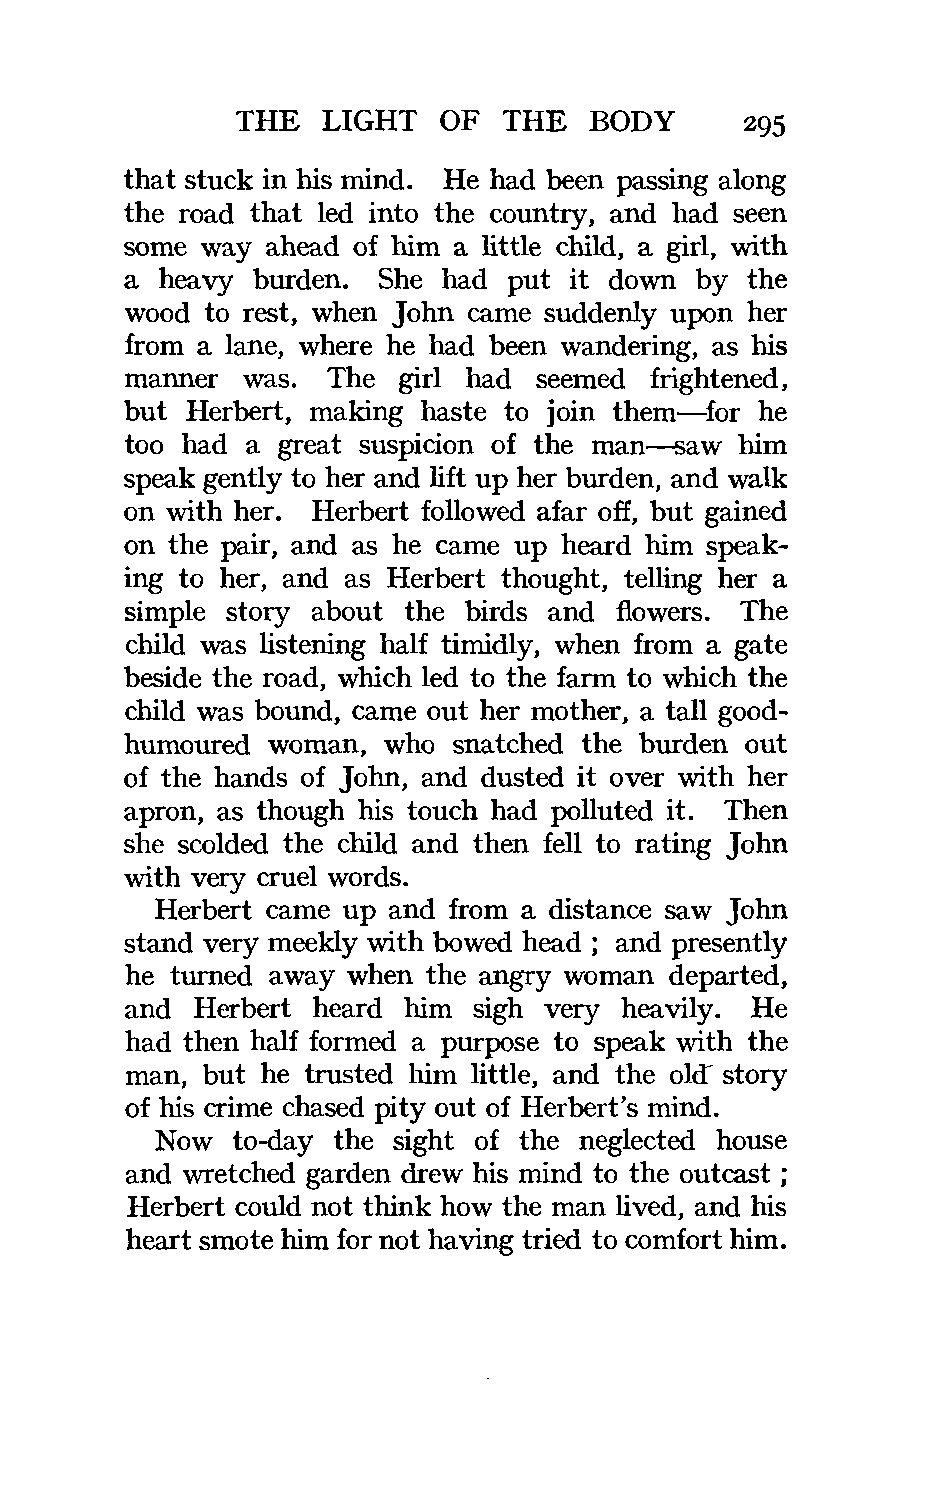 THE LIGHT OF THE BODY 295
that stuck in his mind. He had been passing along
the road that led into the country, and had seen
some way ahead of him a little child, a girl, with
a heavy burden. She had put it down by the
wood to rest, when John came suddenly upon her
from a lane, where he had been wandering, as his
manner was. The girl had seemed frightened,
but Herbert, making haste to join them—for he
too had a great suspicion of the man—saw him
speak gently to her and lift up her burden, and walk
on with her. Herbert followed afar off, but gained
on the pair, and as he came up heard him speak-
ing to her, and as Herbert thought, telling her a
simple story about the birds and flowers. The
child was listening half timidly, when from a gate
beside the road, which led to the farm to which the
child was bound, came out her mother, a tall good-
humoured woman, who snatched the burden out
of the hands of John, and dusted it over with her
apron, as though his touch had polluted it. Then
she scolded the child and then fell to rating John
with very cruel words.
Herbert came up and from a distance saw John
stand very meekly with bowed head ; and presently
he turned away when the angry woman departed,
and Herbert heard him sigh very heavily. He
had then half formed a purpose to speak with the
man, but he trusted him little, and the old story
of his crime chased pity out of Herbert's mind.
Now to-day the sight of the neglected house
and wretched garden drew his mind to the outcast ;
Herbert could not think how the man lived, and his
heart smote him for not having tried to comfort him.